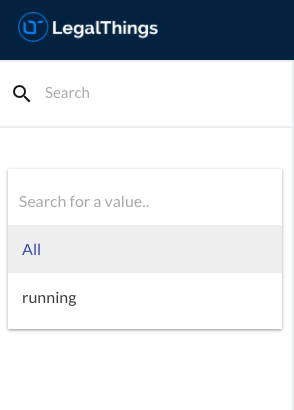 LegalThings
Search
Search for a value..
All
running